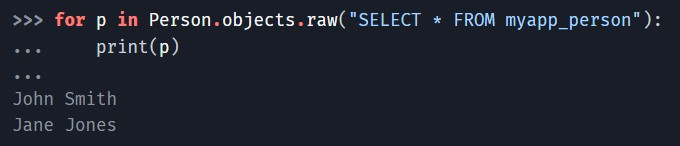 >>> for p in Person.objects.raw("SELECT * FROM myapp_person"):
...     print(p)
...
John Smith
Jane Jones